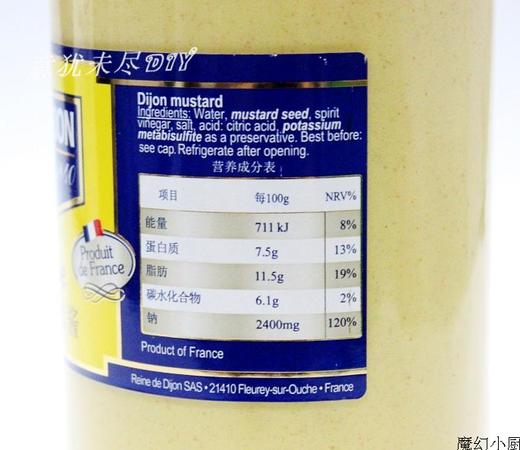 犹未尽DIY
Dijon mustard
Ingredients: Water, mustard seed, spirit
vinegar, salt, acid: citric acid, potassium
metabisulfite as a preservative. Best before:
see cap. Refrigerate after opening.
营养成分表
项目 每100g NRV%
能量 711 kJ 8%
蛋白质 7.5g 13%
脂肪 11.5g 19%
碳水化合物 6.1g 2%
钠 2400mg 120%
Product of France
Reine de Dijon SAS • 21410 Fleurey-sur-Ouche • France
ON
Produit
de France
魔幻小厨